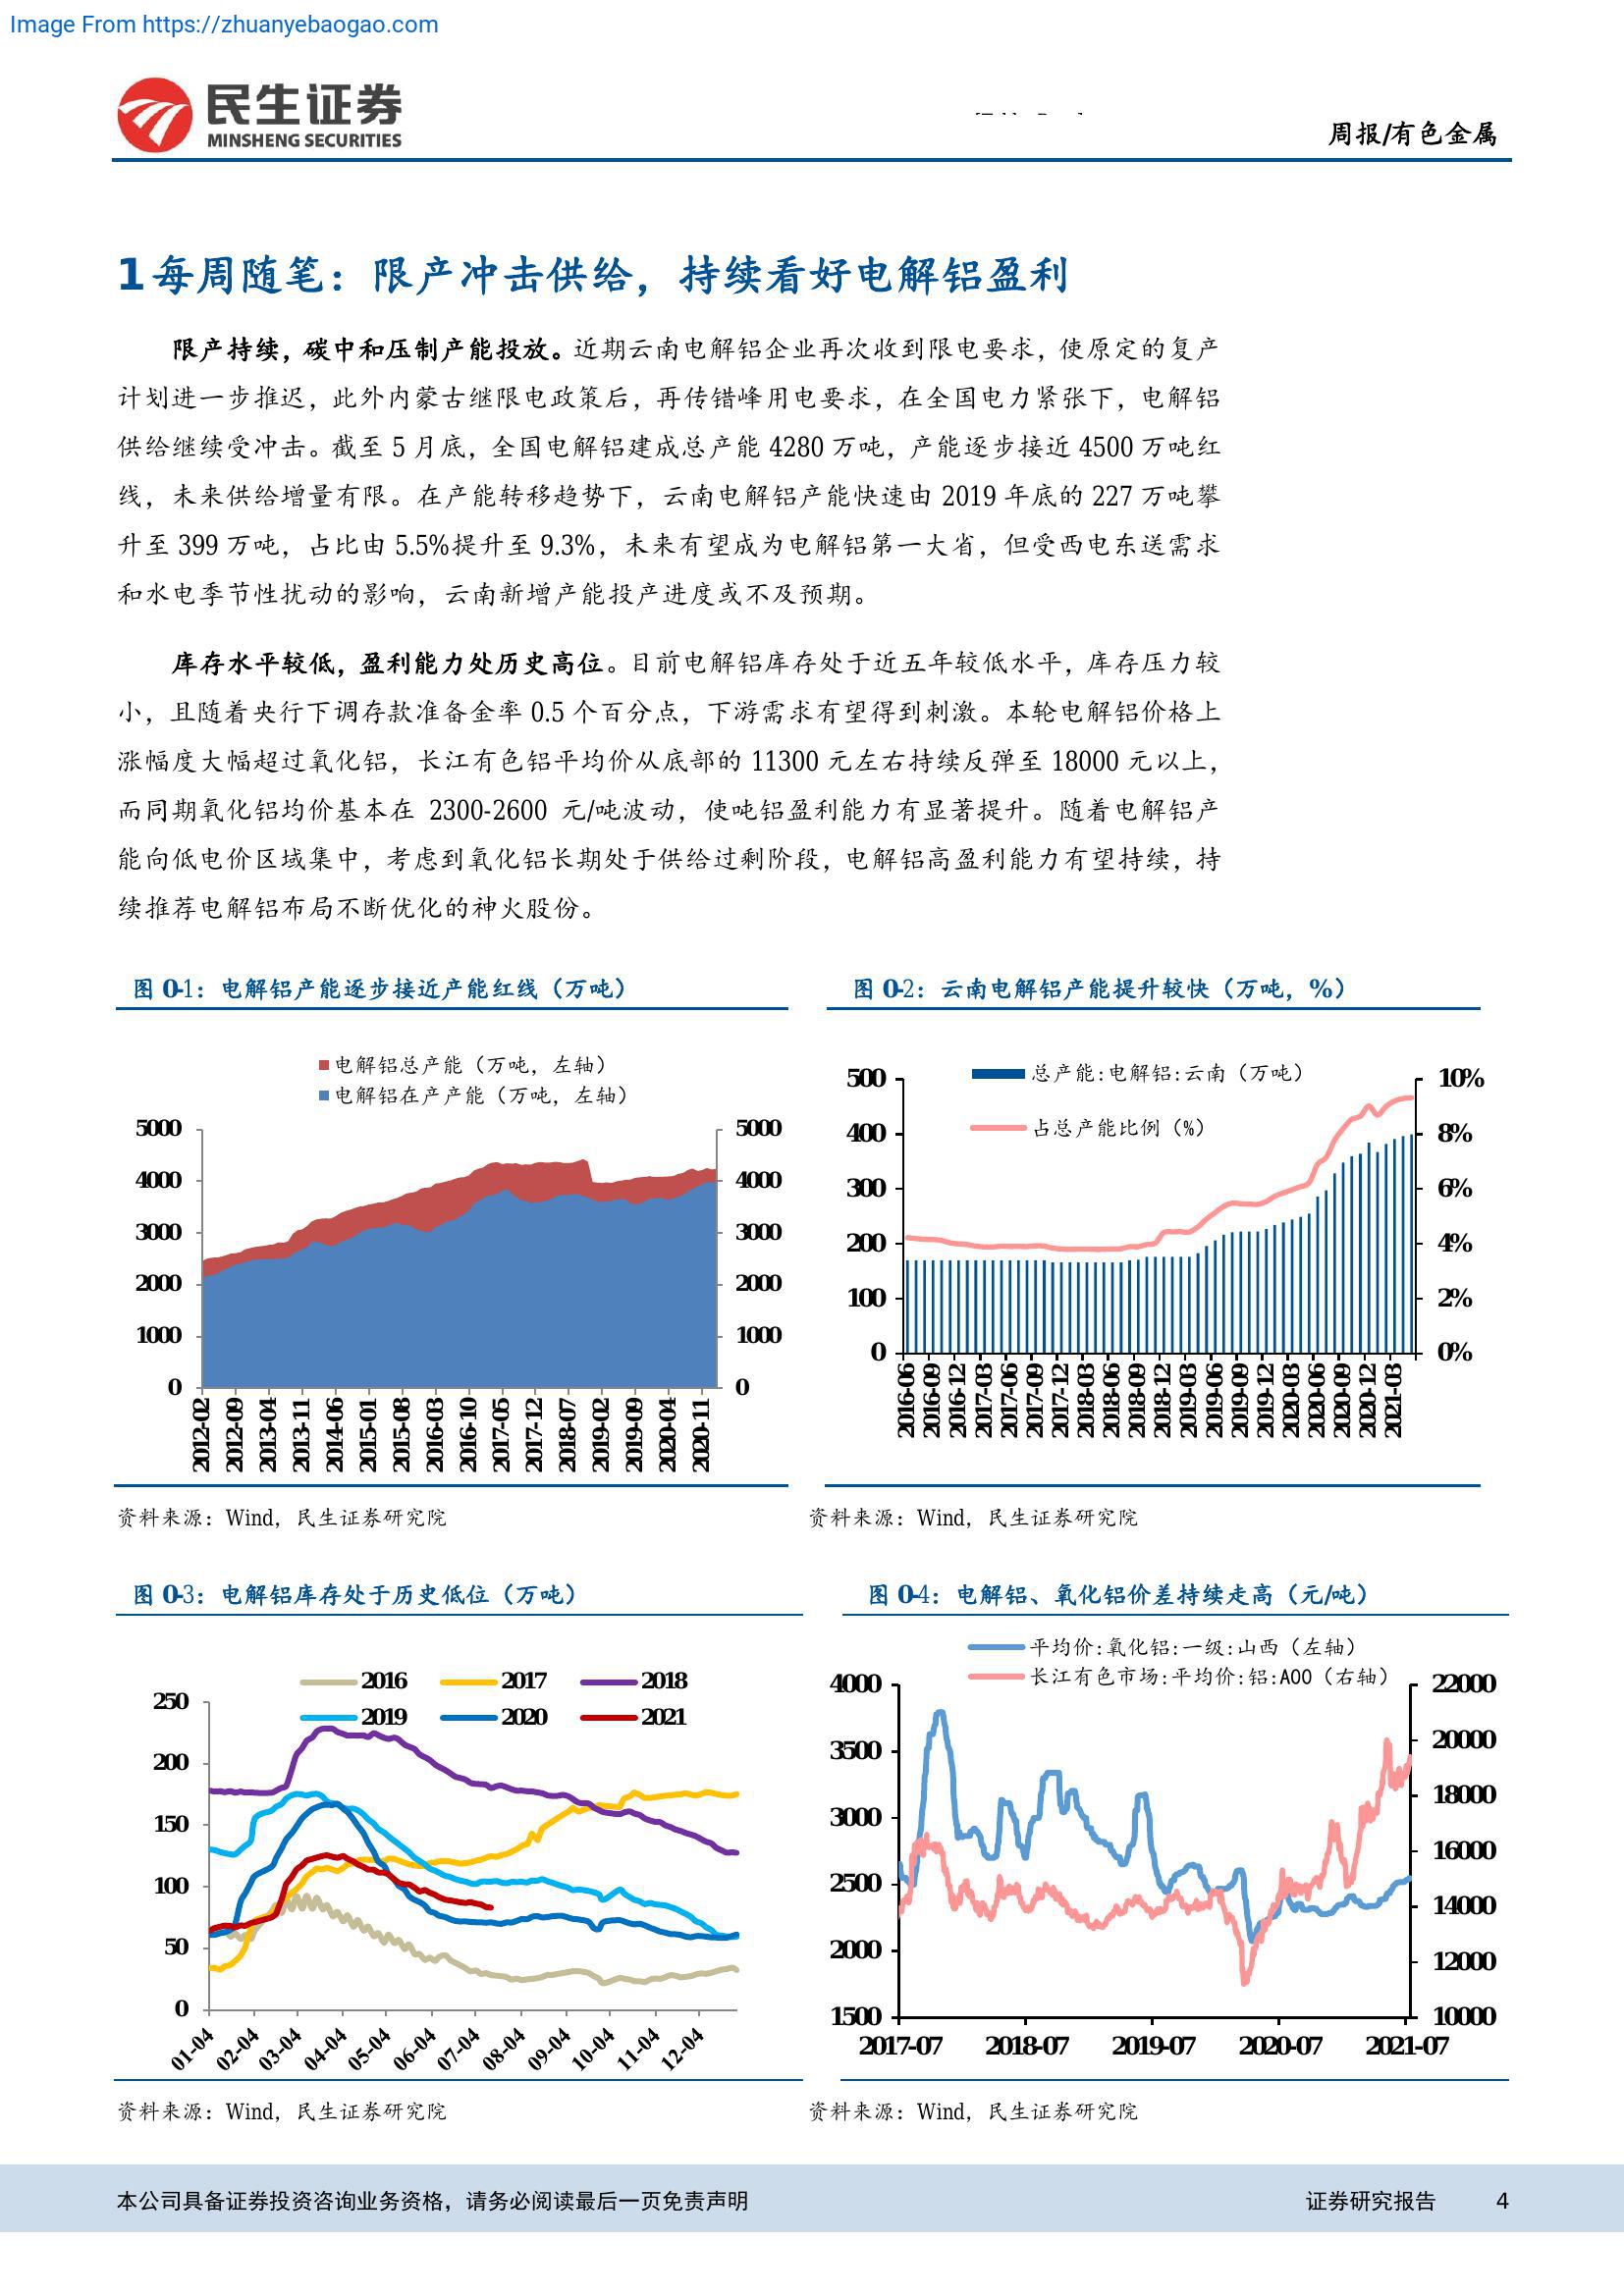 Image From https://zhuanyebaogao.com
民生证券
MINSHENG SECURITIES
周报/有色金属
1 每周随笔：限产冲击供给，持续看好电解铝盈利
限产持续，碳中和压制产能投放。近期云南电解铝企业再次收到限电要求，使原定的复产
计划进一步推迟，此外内蒙古继限电政策后，再传错峰用电要求，在全国电力紧张下，电解铝
供给继续受冲击。截至 5 月底，全国电解铝建成总产能 4280 万吨，产能逐步接近 4500 万吨红
线，未来供给增量有限。在产能转移趋势下，云南电解铝产能快速由 2019 年底的 227 万吨攀
升至 399 万吨，占比由 5.5%提升至 9.3%，未来有望成为电解铝第一大省，但受西电东送需求
和水电季节性扰动的影响，云南新增产能投产进度或不及预期。
库存水平较低，盈利能力处历史高位。目前电解铝库存处于近五年较低水平，库存压力较
小，且随着央行下调存款准备金率 0.5 个百分点，下游需求有望得到刺激。本轮电解铝价格上
涨幅度大幅超过氧化铝，长江有色铝平均价从底部的 11300 元左右持续反弹至 18000 元以上，
而同期氧化铝均价基本在 2300-2600 元/吨波动，使吨铝盈利能力有显著提升。随着电解铝产
能向低电价区域集中，考虑到氧化铝长期处于供给过剩阶段，电解铝高盈利能力有望持续，持
续推荐电解铝布局不断优化的神火股份。
图 0-1：电解铝产能逐步接近产能红线（万吨）
电解铝总产能（万吨，左轴）
电解铝在产产能（万吨，左轴）
5000 5000
4000 4000
3000 3000
2000 2000
1000 1000
0 0
2012-02 2012-09 2013-04 2013-11 2014-06 2015-01 2015-08 2016-03 2016-10 2017-05 2017-12 2018-07 2019-02 2019-09 2020-04 2020-11
资料来源：Wind，民生证券研究院
图 0-2：云南电解铝产能提升较快（万吨，%）
总产能:电解铝:云南（万吨）
占总产能比例（%）
500 10%
400 8%
300 6%
200 4%
100 2%
0 0%
2016-06 2016-09 2016-12 2017-03 2017-06 2017-09 2017-12 2018-03 2018-06 2018-09 2018-12 2019-03 2019-06 2019-09 2019-12 2020-03 2020-06 2020-09 2020-12 2021-03
资料来源：Wind，民生证券研究院
图 0-3：电解铝库存处于历史低位（万吨）
2016 2017 2018
2019 2020 2021
250
200
150
100
50
0
01-04 02-04 03-04 04-04 05-04 06-04 07-04 08-04 09-04 10-04 11-04 12-04
资料来源：Wind，民生证券研究院
图 0-4：电解铝、氧化铝价差持续走高（元/吨）
平均价:氧化铝:一级:山西（左轴）
长江有色市场:平均价:铝:A00（右轴）
4000
3500
3000
2500
2000
1500
22000
20000
18000
16000
14000
12000
10000
2017-07 2018-07 2019-07 2020-07 2021-07
资料来源：Wind，民生证券研究院
本公司具备证券投资咨询业务资格，请务必阅读最后一页免责声明 证券研究报告 4